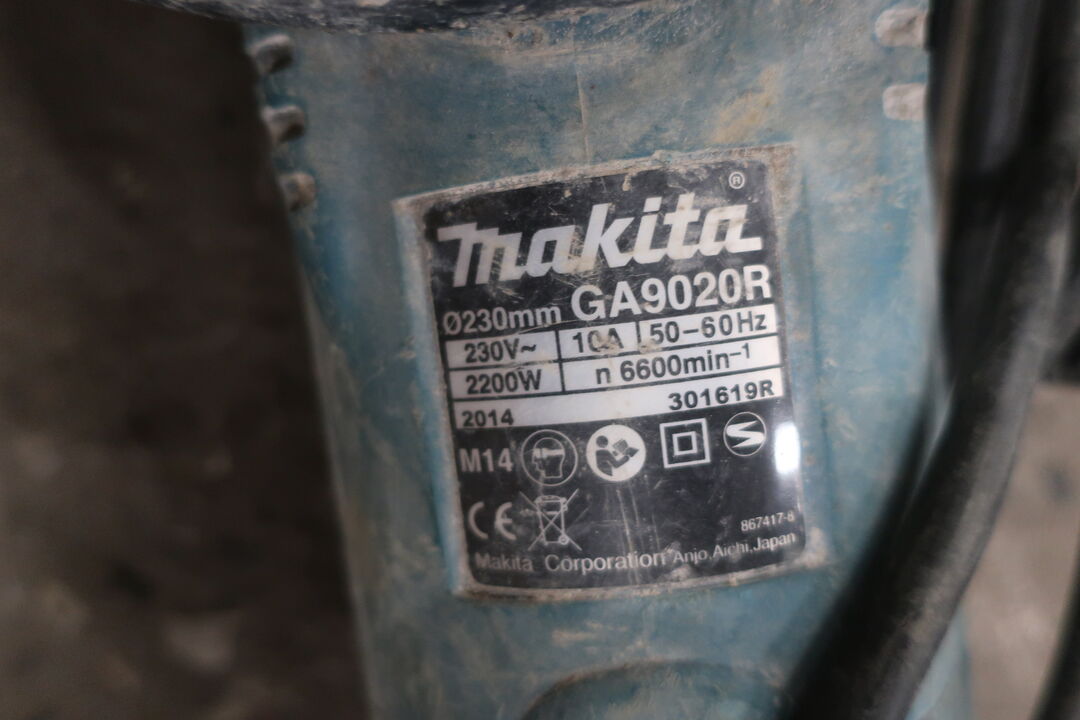 makita®
Ø230mm GA9020R
230V~ 10A 50-60Hz
2200W n 6600min⁻¹
2014 301619R
M14
CE
867417-8
Makita Corporation Anjo, Aichi, Japan